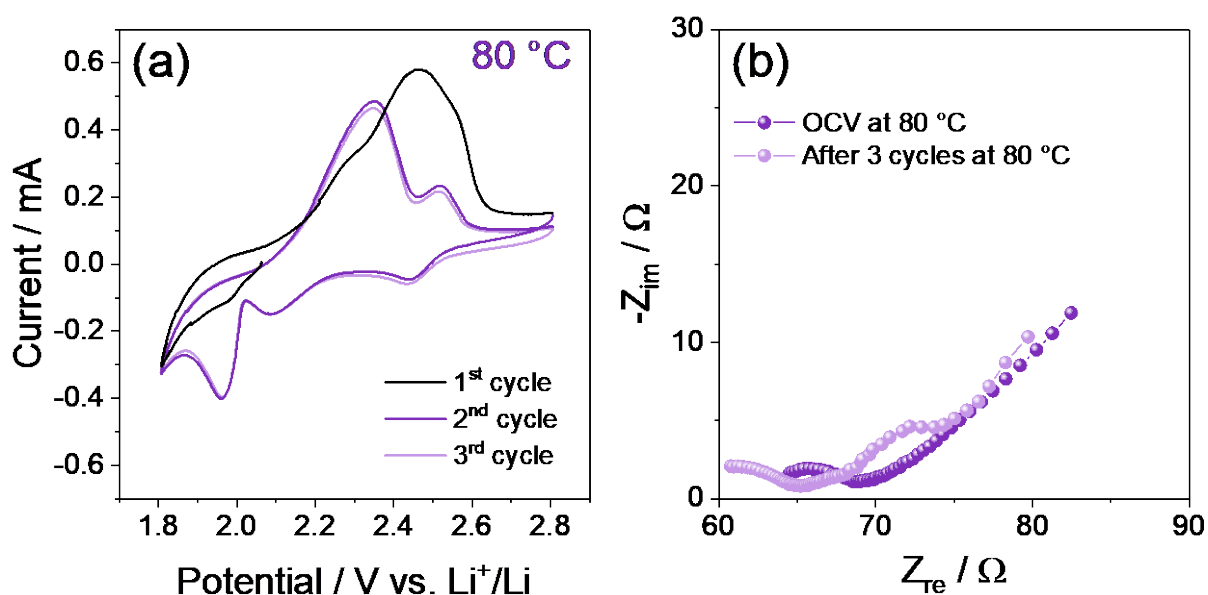 (a)
80 °C
Current / mA
0.6
0.4
0.2
0.0
-0.2
-0.4
-0.6
1st cycle
2nd cycle
3rd cycle
1.8 2.0 2.2 2.4 2.6 2.8
Potential / V vs. Li+/Li
(b)
-Zim / Ω
30
20
10
0
OCV at 80 °C
After 3 cycles at 80 °C
60 70 80 90
Zre / Ω